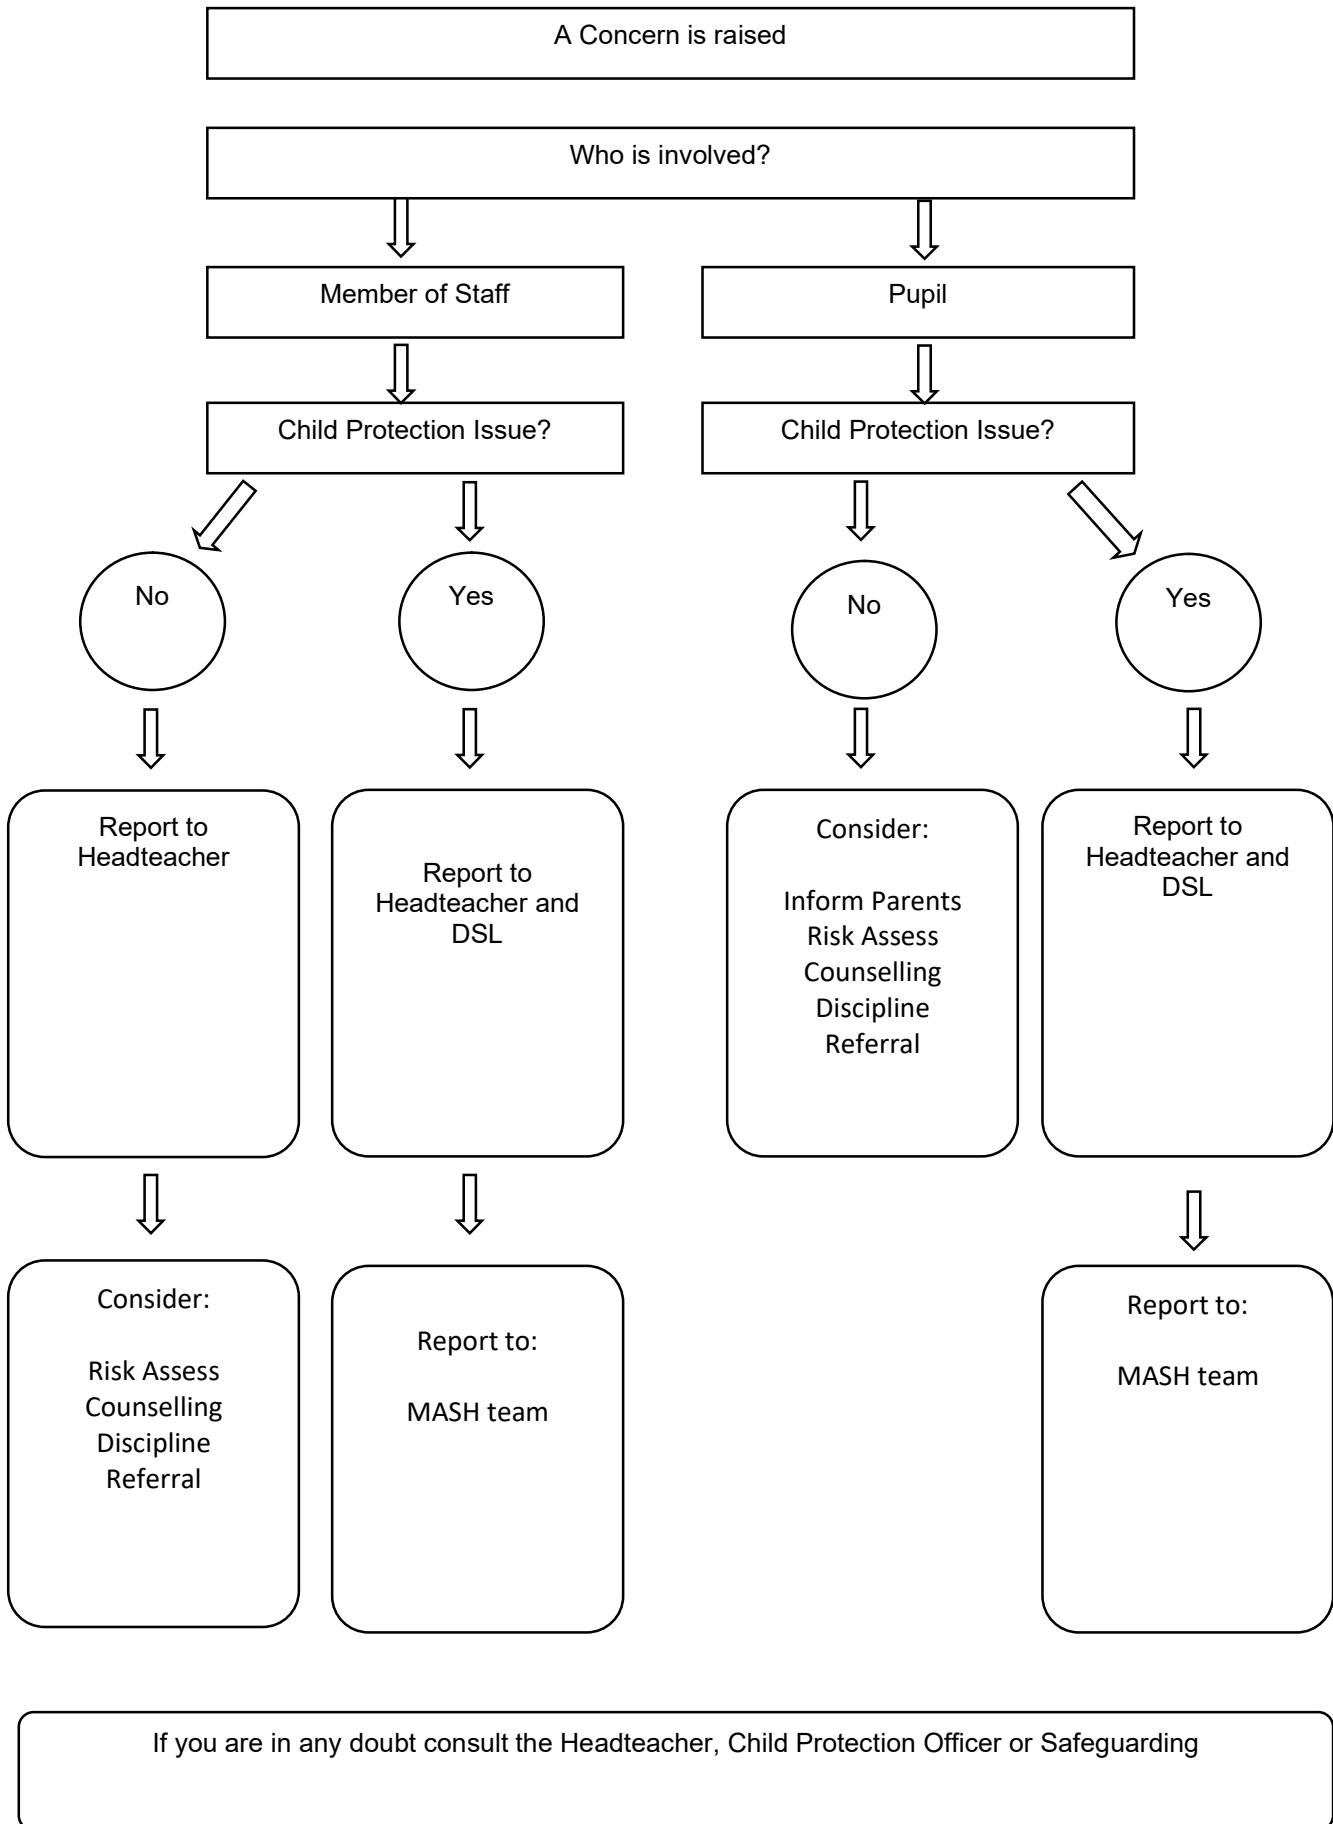 A Concern is raised
Who is involved?
Member of Staff
Pupil
Child Protection Issue?
Child Protection Issue?
No
Yes
No
Yes
Report to
Headteacher
Report to
Headteacher and
DSL
Consider:
Inform Parents
Risk Assess
Counselling
Discipline
Referral
Report to
Headteacher and
DSL
Consider:
Risk Assess
Counselling
Discipline
Referral
Report to:
MASH team
Report to:
MASH team
If you are in any doubt consult the Headteacher, Child Protection Officer or Safeguarding